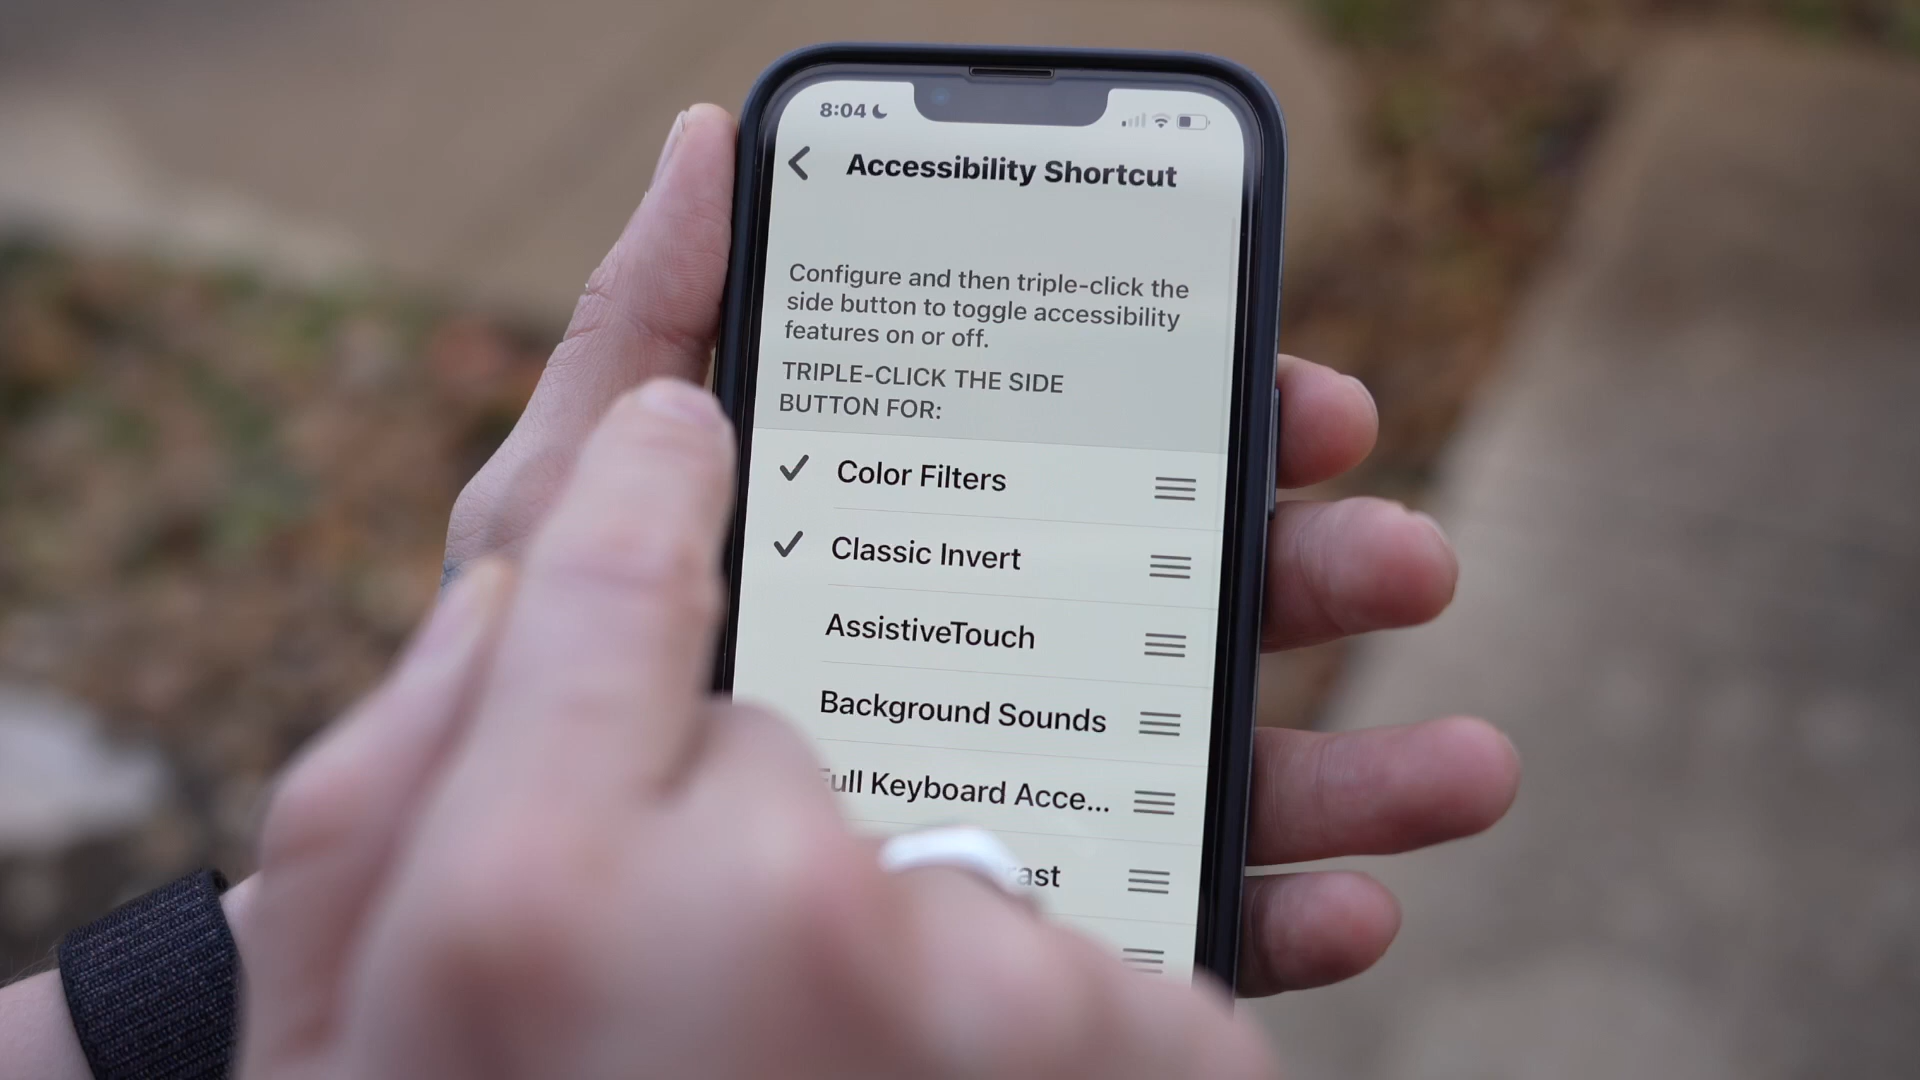 8:04
Accessibility Shortcut
Configure and then triple-click the
side button to toggle accessibility
features on or off.
TRIPLE-CLICK THE SIDE
BUTTON FOR:
Color Filters
Classic Invert
AssistiveTouch
Background Sounds
Full Keyboard Acce...